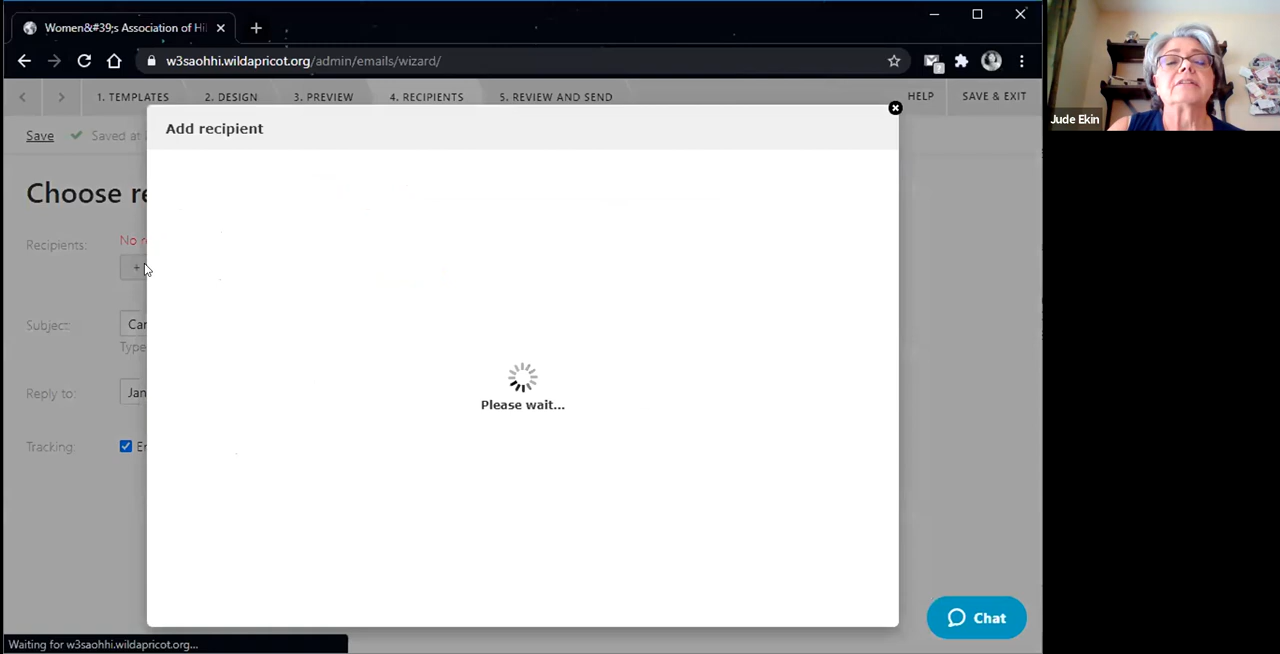 Women&#39;s Association of Hil
w3saohhi.wildapricot.org/admin/emails/wizard/
1. TEMPLATES
2. DESIGN
3. PREVIEW
4. RECIPIENTS
5. REVIEW AND SEND
HELP
SAVE & EXIT
Jude Ekin
Save
Saved at
Add recipient
Choose re
Recipients:
No r
+
Subject:
Can
Type
Reply to:
Jan
Tracking:
En
Please wait...
Chat
Waiting for w3saohhi.wildapricot.org...